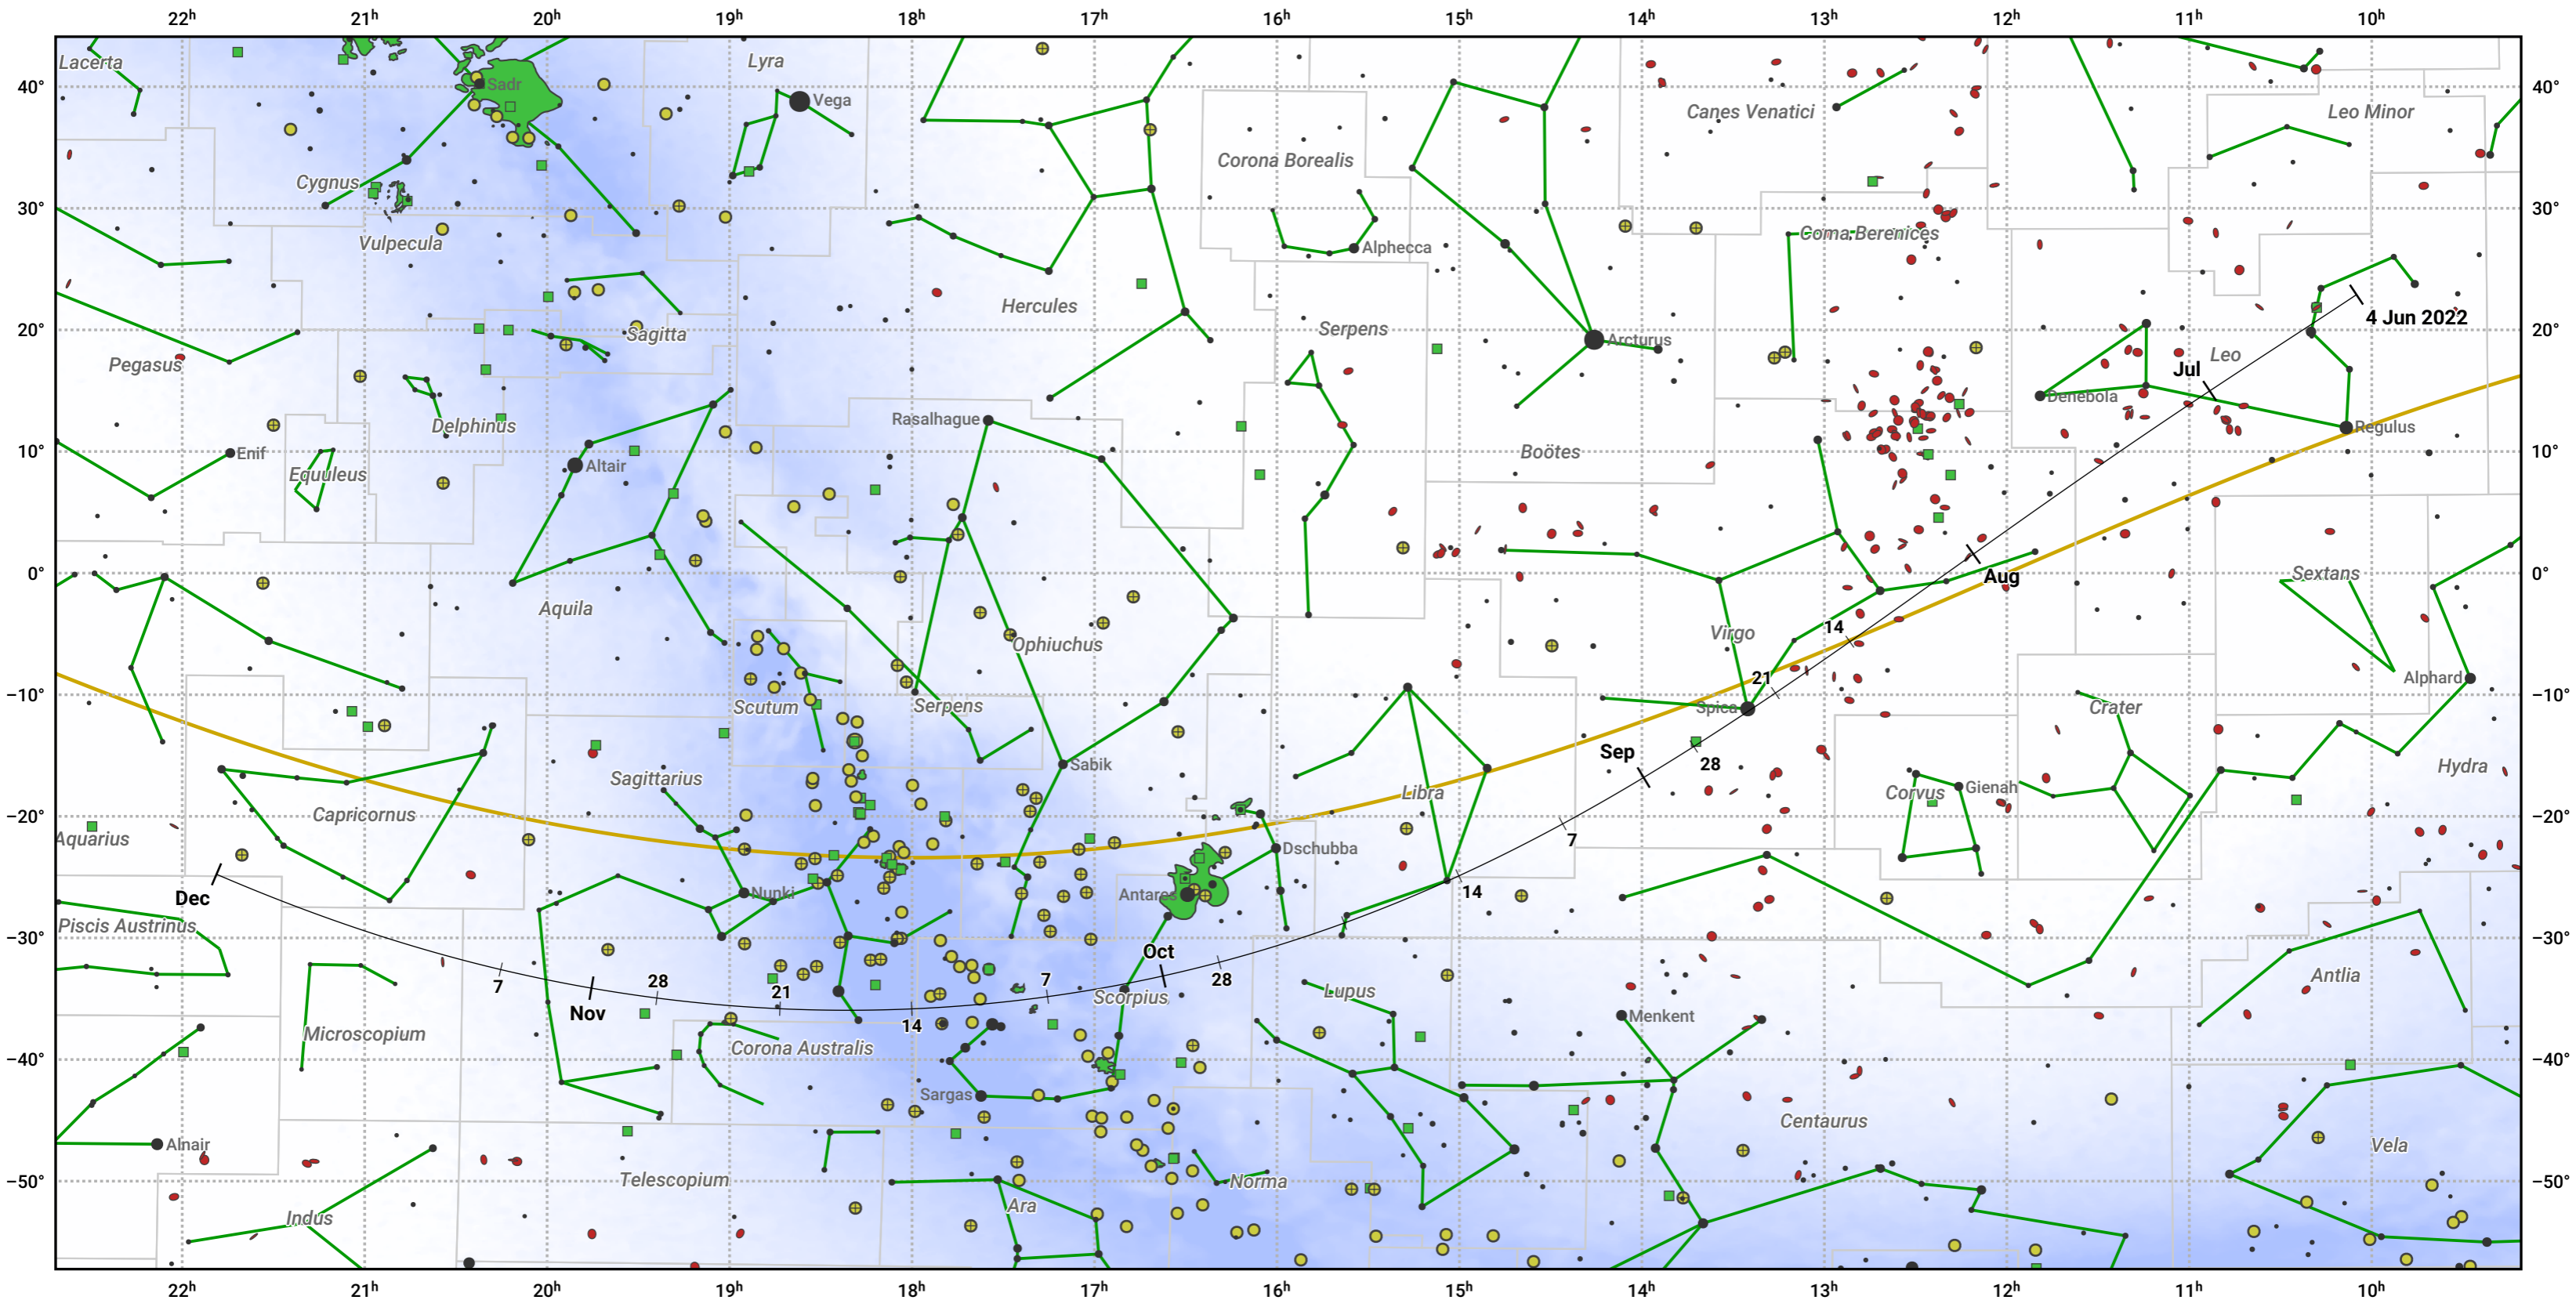 22h 21h 20h 19h 18h 17h 16h 15h 14h 13h 12h 11h 10h
Lacerta
Lyra
40° Sadr Vega Canes Venatici Leo Minor 40°
Corona Borealis
Cygnus
30° 30°
Vulpecula Alphecca Coma Berenices
Hercules
4 Jun 2022
20° Sagitta Serpens Arcturus 20°
Pegasus Jul Leo
Denebola
Delphinus Rasalhague Regulus
10° Enif Altair Boötes 10°
Equuleus
0° Aug Sextans 0°
Aquila
Ophiuchus Virgo 14
21 Alphard
−10° Scutum Serpens Spica Crater −10°
Sabik Sep 28 Hydra
Sagittarius Libra Corvus Gienah
Capricornus
−20° −20°
Aquarius 7
Dschubba
Dec Nunki Antares 14
Piscis Austrinus
−30° −30°
Oct
7 28 21 7 28 Antlia
Nov 14 Scorpius Lupus
Microscopium Menkent
Corona Australis
−40° −40°
Sargas
Centaurus
Alnair Vela
−50° Telescopium Norma −50°
Ara
Indus
22h 21h 20h 19h 18h 17h 16h 15h 14h 13h 12h 11h 10h